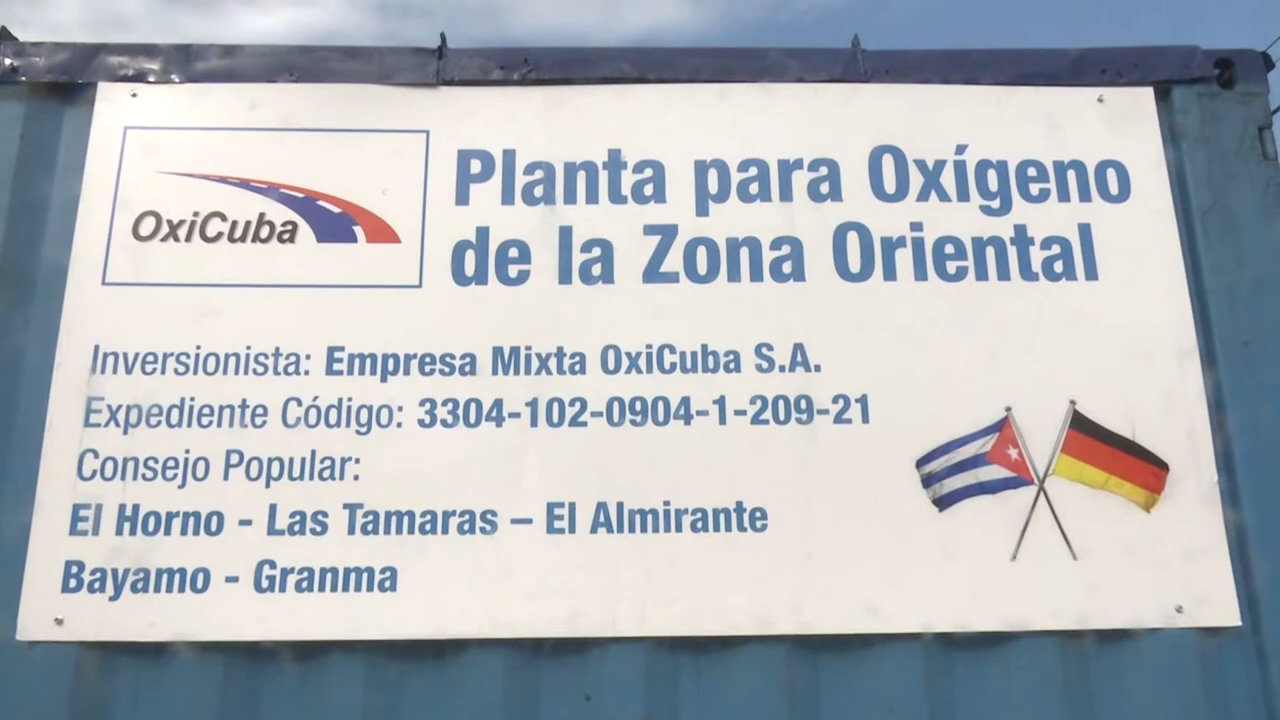 OxiCuba
Planta para Oxígeno
de la Zona Oriental
Inversionista: Empresa Mixta OxiCuba S.A.
Expediente Código: 3304-102-0904-1-209-21
Consejo Popular:
El Horno - Las Tamaras – El Almirante
Bayamo - Granma